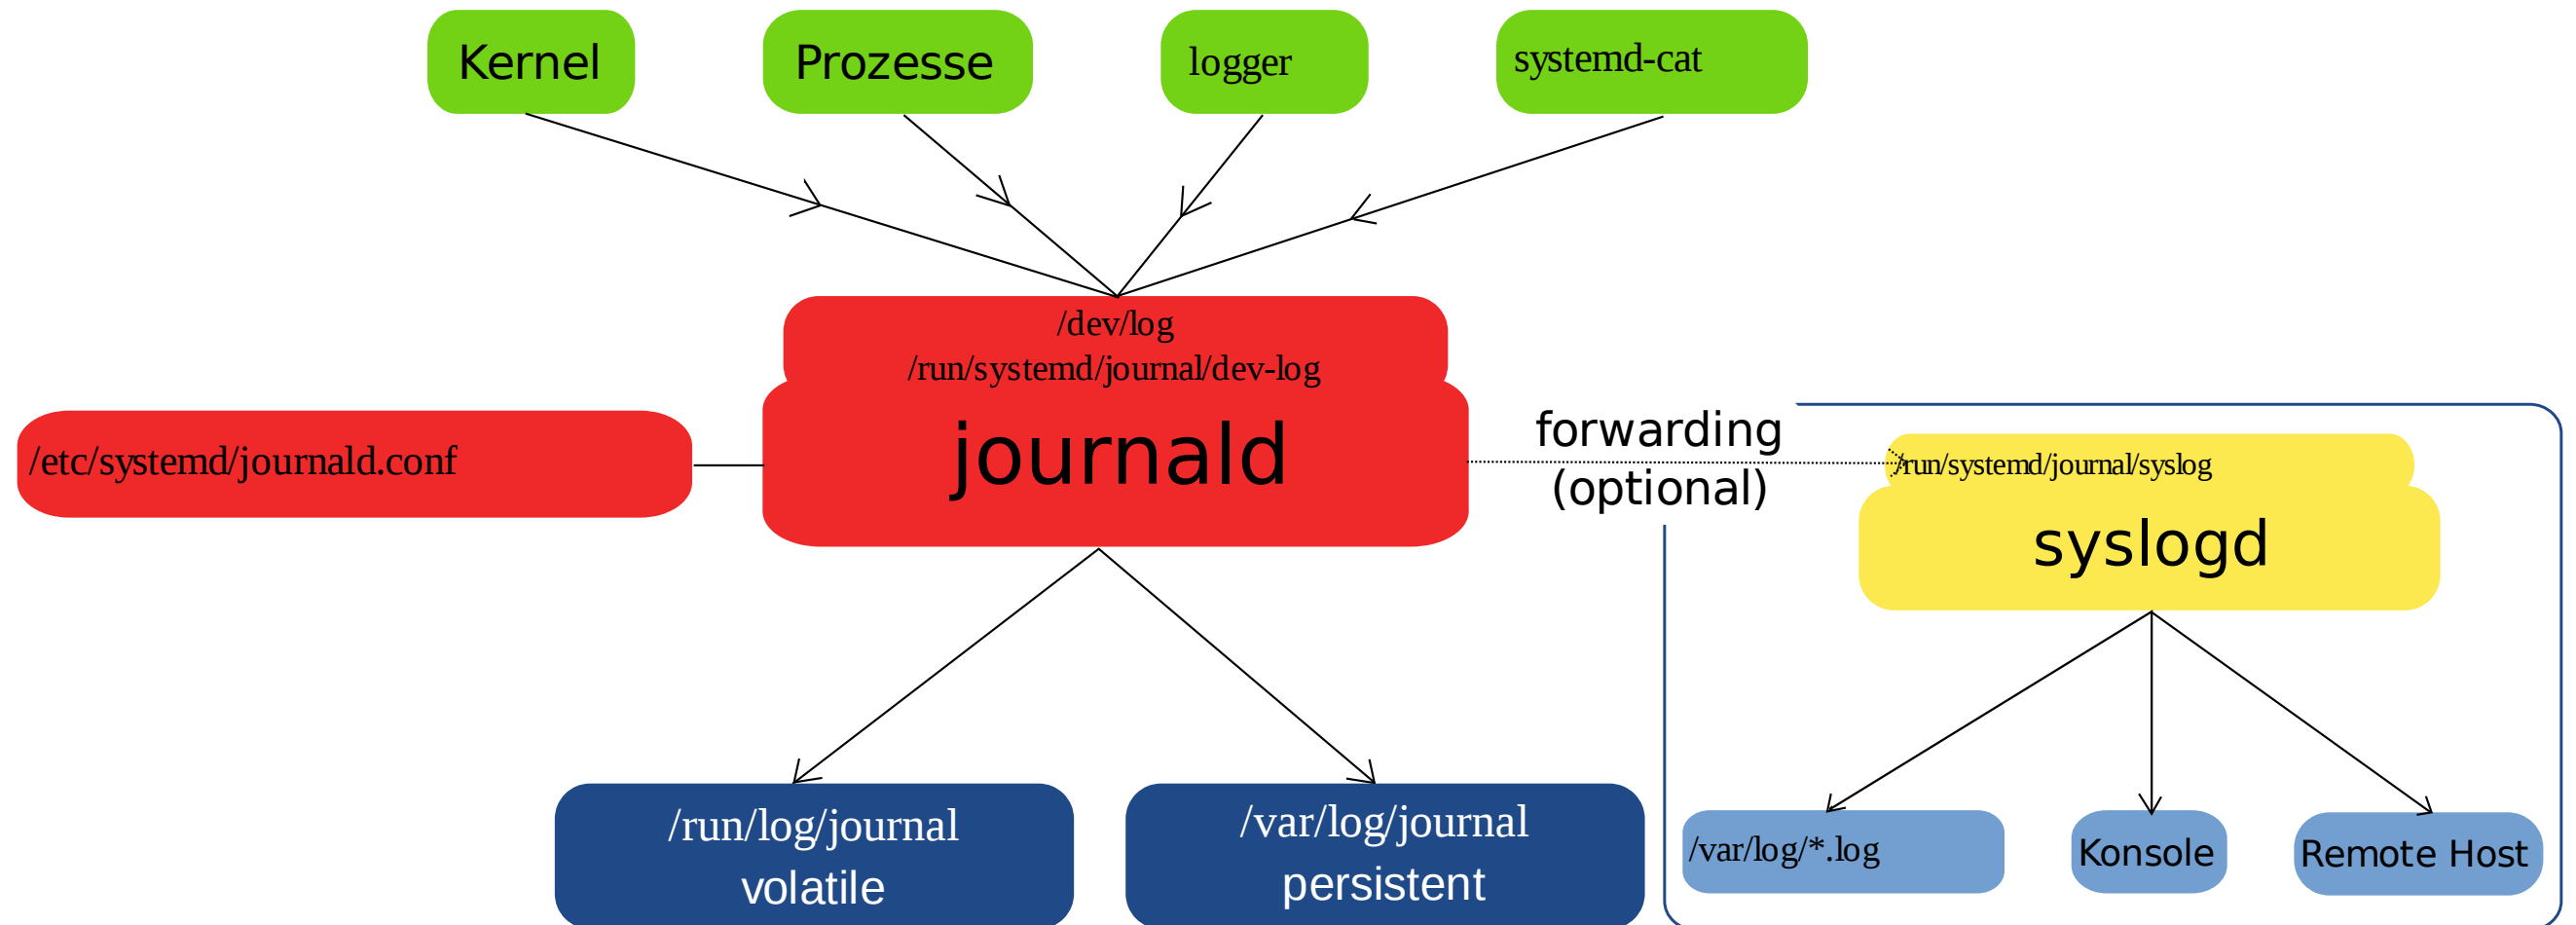 Kernel
Prozesse
logger
systemd-cat
/dev/log
/run/systemd/journal/dev-log
journald
/etc/systemd/journald.conf
forwarding
(optional)
/run/systemd/journal/syslog
syslogd
/run/log/journal
volatile
/var/log/journal
persistent
/var/log/*.log
Konsole
Remote Host